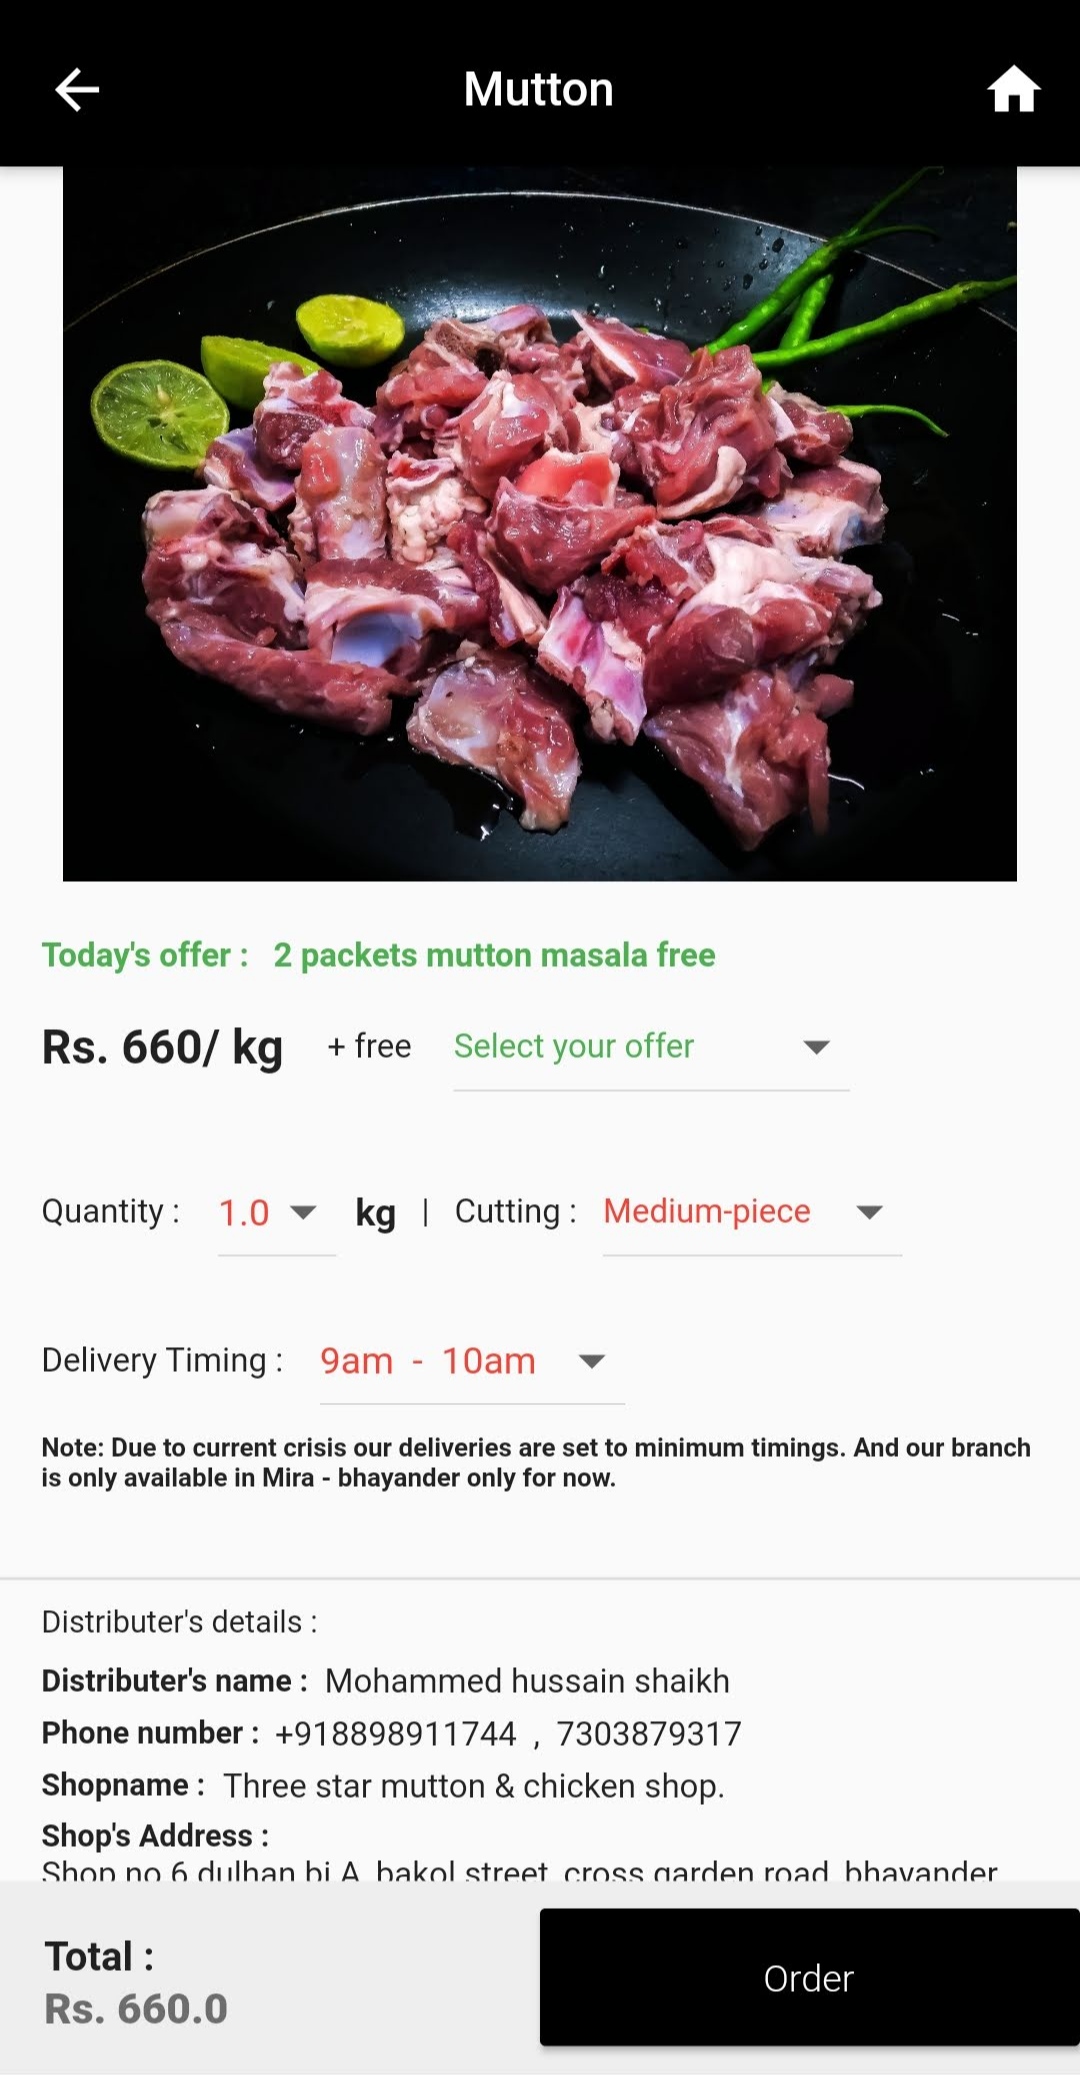 Mutton
Today's offer : 2 packets mutton masala free
Rs. 660/ kg + free Select your offer
Quantity : 1.0 kg | Cutting : Medium-piece
Delivery Timing : 9am - 10am
Note: Due to current crisis our deliveries are set to minimum timings. And our branch
is only available in Mira - bhayander only for now.
Distributer's details :
Distributer's name : Mohammed hussain shaikh
Phone number : +918898911744 , 7303879317
Shopname : Three star mutton & chicken shop.
Shop's Address :
Shop no 6 dulhan bi A bakol street cross garden road bhayander
Total :
Rs. 660.0
Order